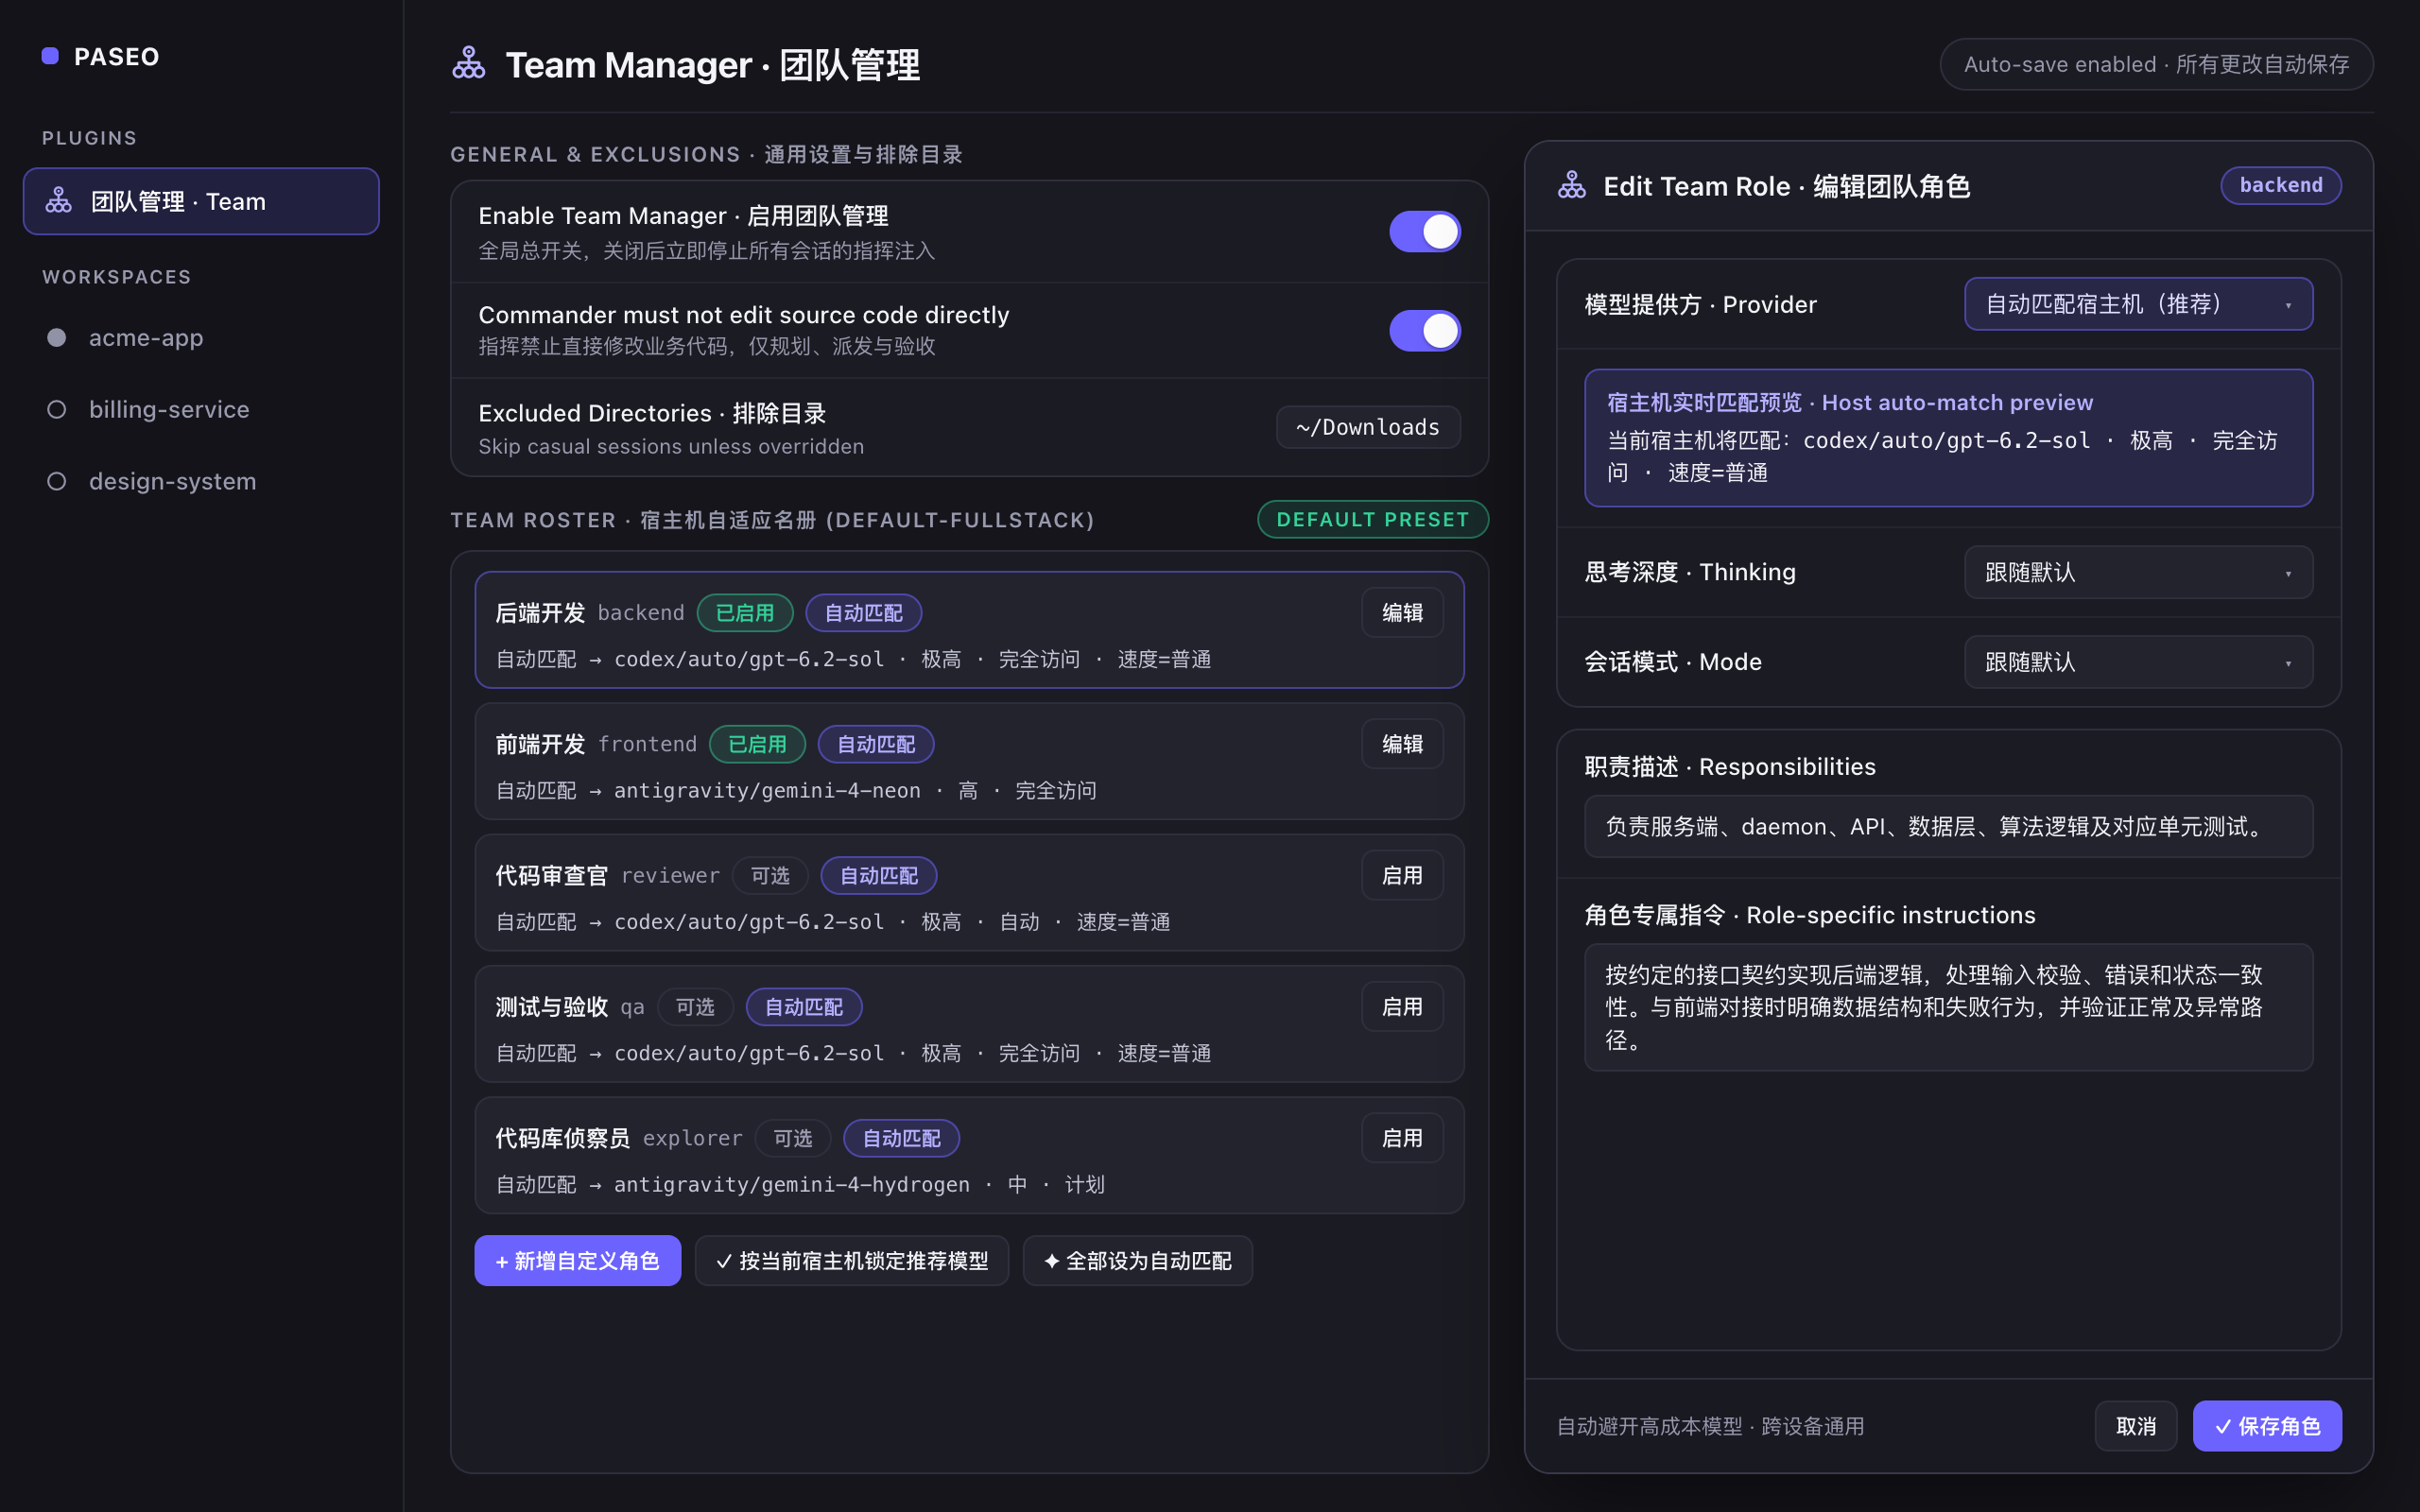 PASEO
PLUGINS
团队管理 · Team
WORKSPACES
acme-app
billing-service
design-system
Team Manager · 团队管理
Auto-save enabled · 所有更改自动保存
GENERAL & EXCLUSIONS · 通用设置与排除目录
Enable Team Manager · 启用团队管理
全局总开关，关闭后立即停止所有会话的指挥注入
Commander must not edit source code directly
指挥禁止直接修改业务代码，仅规划、派发与验收
Excluded Directories · 排除目录
Skip casual sessions unless overridden
~/Downloads
TEAM ROSTER · 宿主机自适应名册 (DEFAULT-FULLSTACK)
DEFAULT PRESET
后端开发 backend 已启用 自动匹配 编辑
自动匹配 → codex/auto/gpt-6.2-sol · 极高 · 完全访问 · 速度=普通
前端开发 frontend 已启用 自动匹配 编辑
自动匹配 → antigravity/gemini-4-neon · 高 · 完全访问
代码审查官 reviewer 可选 自动匹配 启用
自动匹配 → codex/auto/gpt-6.2-sol · 极高 · 自动 · 速度=普通
测试与验收 qa 可选 自动匹配 启用
自动匹配 → codex/auto/gpt-6.2-sol · 极高 · 完全访问 · 速度=普通
代码库侦察员 explorer 可选 自动匹配 启用
自动匹配 → antigravity/gemini-4-hydrogen · 中 · 计划
+ 新增自定义角色
✓ 按当前宿主机锁定推荐模型
✦ 全部设为自动匹配
Edit Team Role · 编辑团队角色
backend
模型提供方 · Provider
自动匹配宿主机（推荐）
宿主机实时匹配预览 · Host auto-match preview
当前宿主机将匹配：codex/auto/gpt-6.2-sol · 极高 · 完全访
问 · 速度=普通
思考深度 · Thinking
跟随默认
会话模式 · Mode
跟随默认
职责描述 · Responsibilities
负责服务端、daemon、API、数据层、算法逻辑及对应单元测试。
角色专属指令 · Role-specific instructions
按约定的接口契约实现后端逻辑，处理输入校验、错误和状态一致
性。与前端对接时明确数据结构和失败行为，并验证正常及异常路
径。
自动避开高成本模型 · 跨设备通用
取消
✓ 保存角色